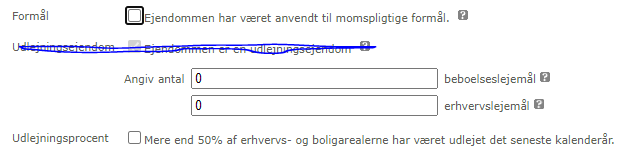 Formål Ejendommen har været anvendt til momspligtige formål. ?
Udlejningsejendom Ejendommen er en udlejningsejendom ?
Angiv antal 0 beboelseslejemål ?
0 erhvervslejemål ?
Udlejningsprocent Mere end 50% af erhvervs- og boligarealerne har været udlejet det seneste kalenderår.